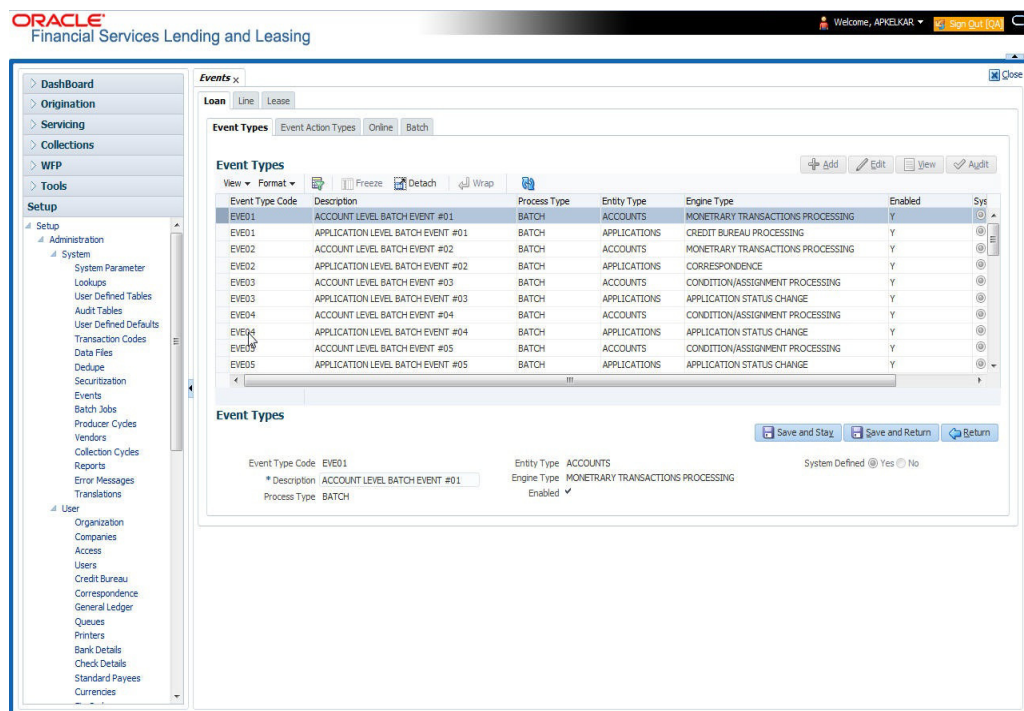 ORACLE
Financial Services Lending and Leasing
Welcome, APKELKAR
Sign Out [QA]
Close
DashBoard
Origination
Servicing
Collections
WFP
Tools
Setup
Setup
Administration
System
System Parameter
Lookups
User Defined Tables
Audit Tables
User Defined Defaults
Transaction Codes
Data Files
Dedupe
Securitization
Events
Batch Jobs
Producer Cycles
Vendors
Collection Cycles
Reports
Error Messages
Translations
User
Organization
Companies
Access
Users
Credit Bureau
Correspondence
General Ledger
Queues
Printers
Bank Details
Check Details
Standard Payees
Currencies
Events x
Loan Line Lease
Event Types Event Action Types Online Batch
Event Types
Add Edit View Audit
View Format Freeze Detach Wrap
Event Type Code Description Process Type Entity Type Engine Type Enabled Sys
EVE01 ACCOUNT LEVEL BATCH EVENT #01 BATCH ACCOUNTS MONETRARY TRANSACTIONS PROCESSING Y
EVE01 APPLICATION LEVEL BATCH EVENT #01 BATCH APPLICATIONS CREDIT BUREAU PROCESSING Y
EVE02 ACCOUNT LEVEL BATCH EVENT #02 BATCH ACCOUNTS MONETRARY TRANSACTIONS PROCESSING Y
EVE02 APPLICATION LEVEL BATCH EVENT #02 BATCH APPLICATIONS CORRESPONDENCE Y
EVE03 ACCOUNT LEVEL BATCH EVENT #03 BATCH ACCOUNTS CONDITION/ASSIGNMENT PROCESSING Y
EVE03 APPLICATION LEVEL BATCH EVENT #03 BATCH APPLICATIONS APPLICATION STATUS CHANGE Y
EVE04 ACCOUNT LEVEL BATCH EVENT #04 BATCH ACCOUNTS CONDITION/ASSIGNMENT PROCESSING Y
EVE04 APPLICATION LEVEL BATCH EVENT #04 BATCH APPLICATIONS APPLICATION STATUS CHANGE Y
EVE05 ACCOUNT LEVEL BATCH EVENT #05 BATCH ACCOUNTS CONDITION/ASSIGNMENT PROCESSING Y
EVE05 APPLICATION LEVEL BATCH EVENT #05 BATCH APPLICATIONS APPLICATION STATUS CHANGE Y
Event Types
Save and Stay Save and Return Return
Event Type Code EVE01
* Description ACCOUNT LEVEL BATCH EVENT #01
Process Type BATCH
Entity Type ACCOUNTS
Engine Type MONETRARY TRANSACTIONS PROCESSING
Enabled
System Defined Yes No